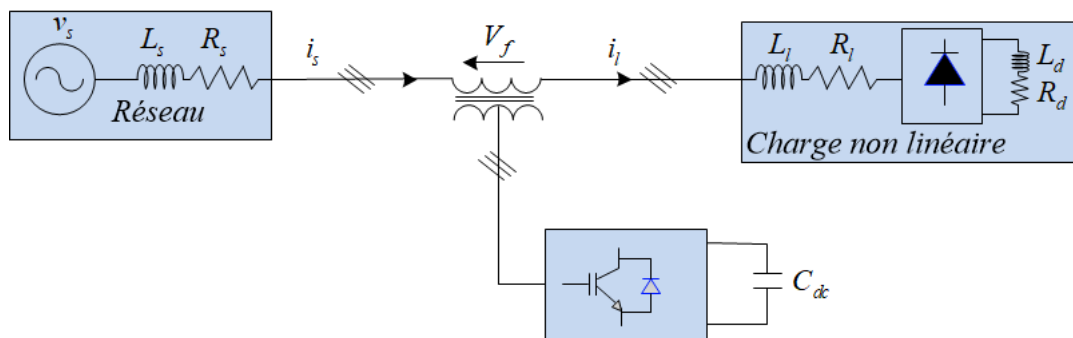 v_s
L_s
R_s
Réseau
i_s
V_f
i_l
L_l
R_l
L_d
R_d
Charge non linéaire
C_dc